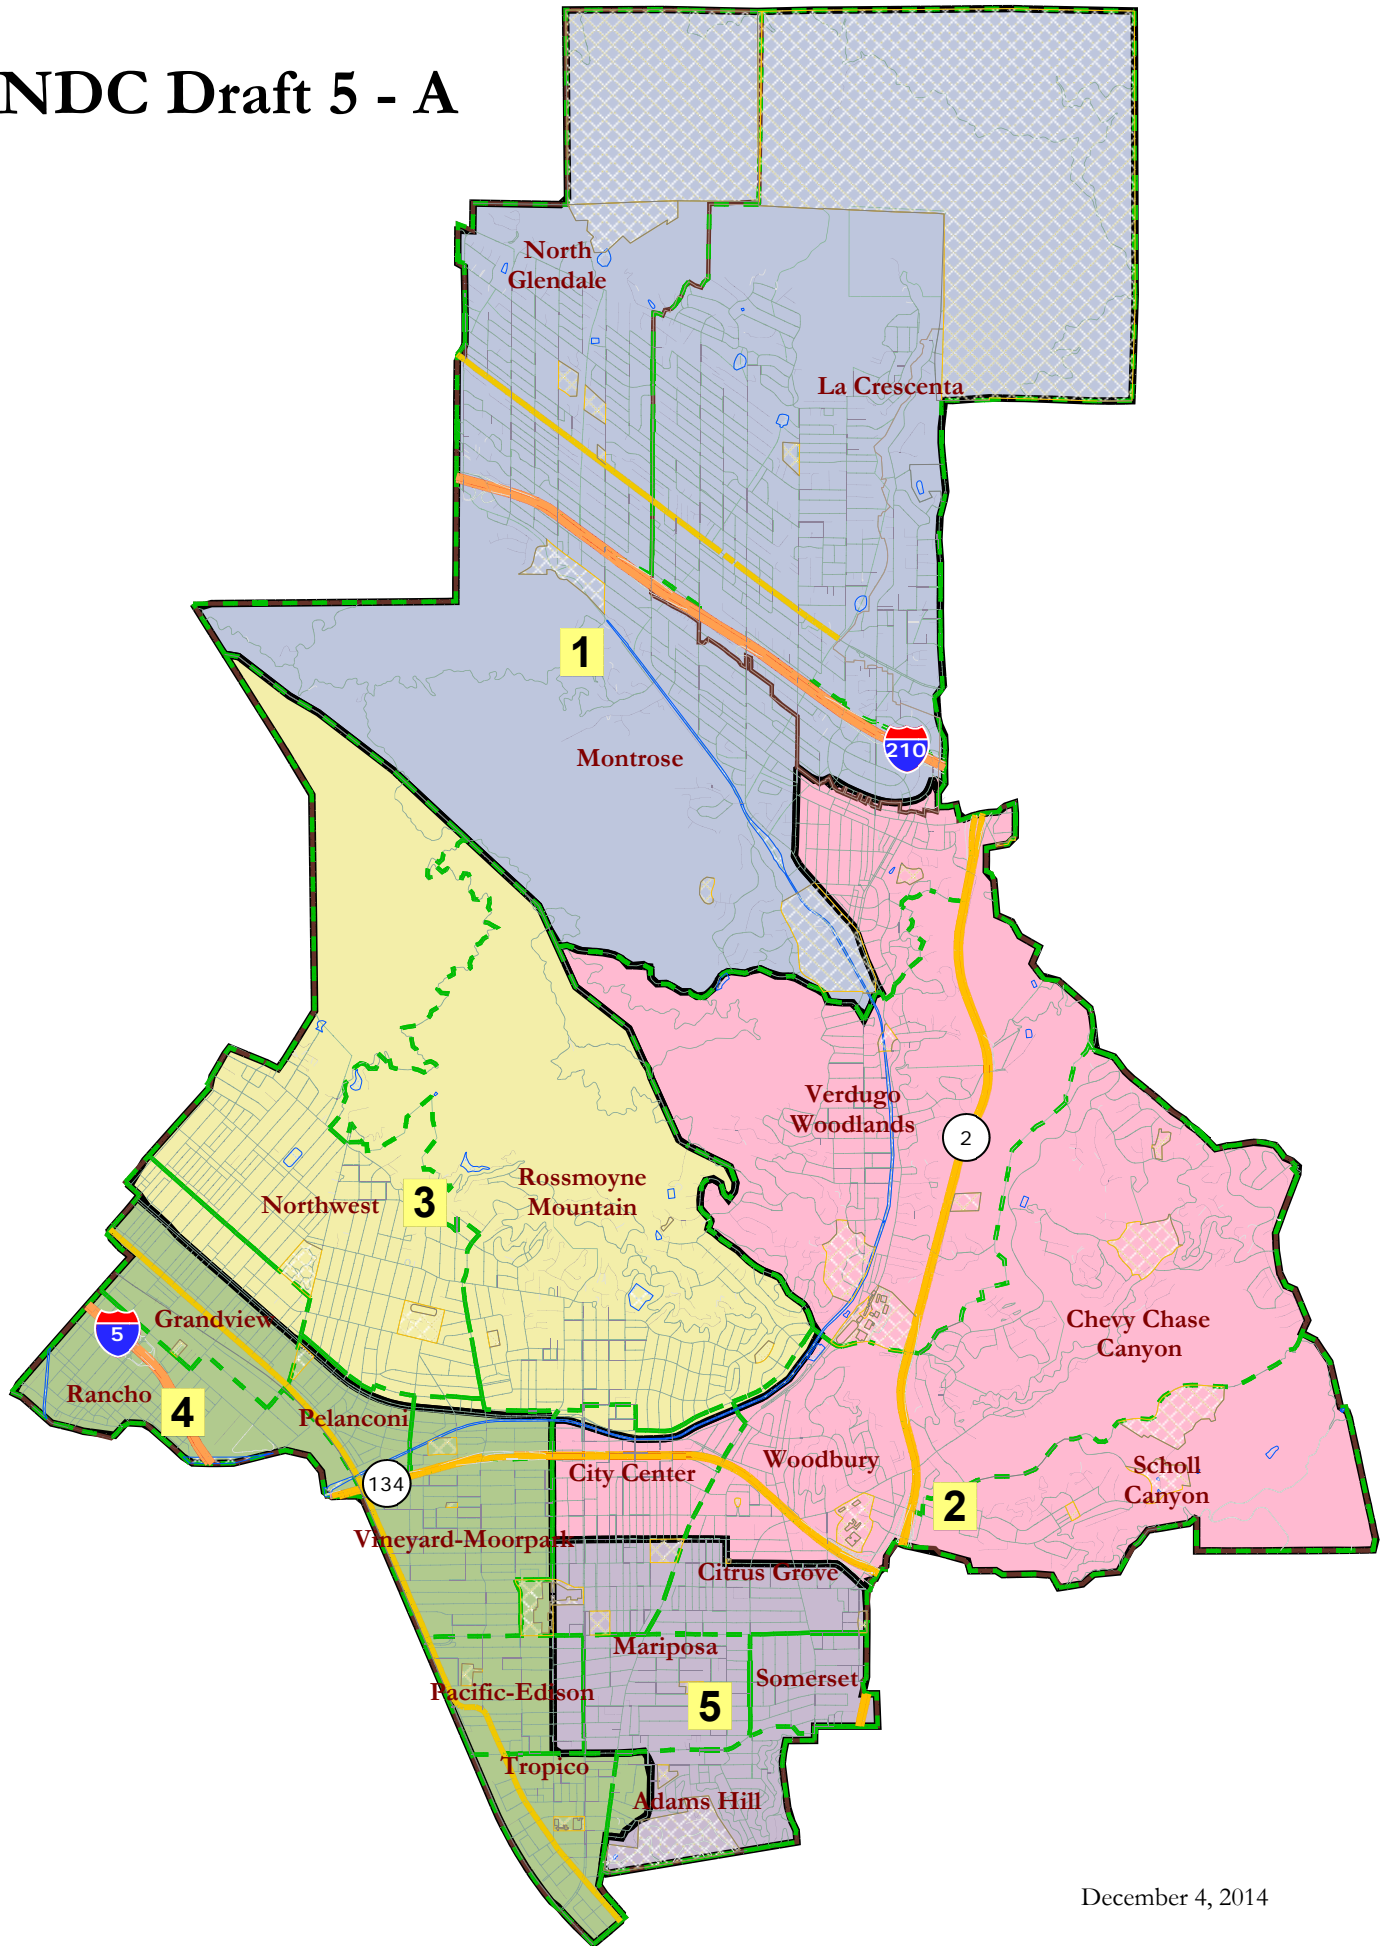 NDC Draft 5 - A
North
Glendale
La Crescenta
1
Montrose
210
Verdugo
Woodlands
2
Rossmoyne
Mountain
3
Northwest
Grandview
5
Rancho
4
Pelanconi
Chevy Chase
Canyon
City Center
Woodbury
134
Scholl
Canyon
2
Vineyard-Moorpark
Citrus Grove
Mariposa
Somerset
Pacific-Edison
5
Tropico
Adams Hill
December 4, 2014